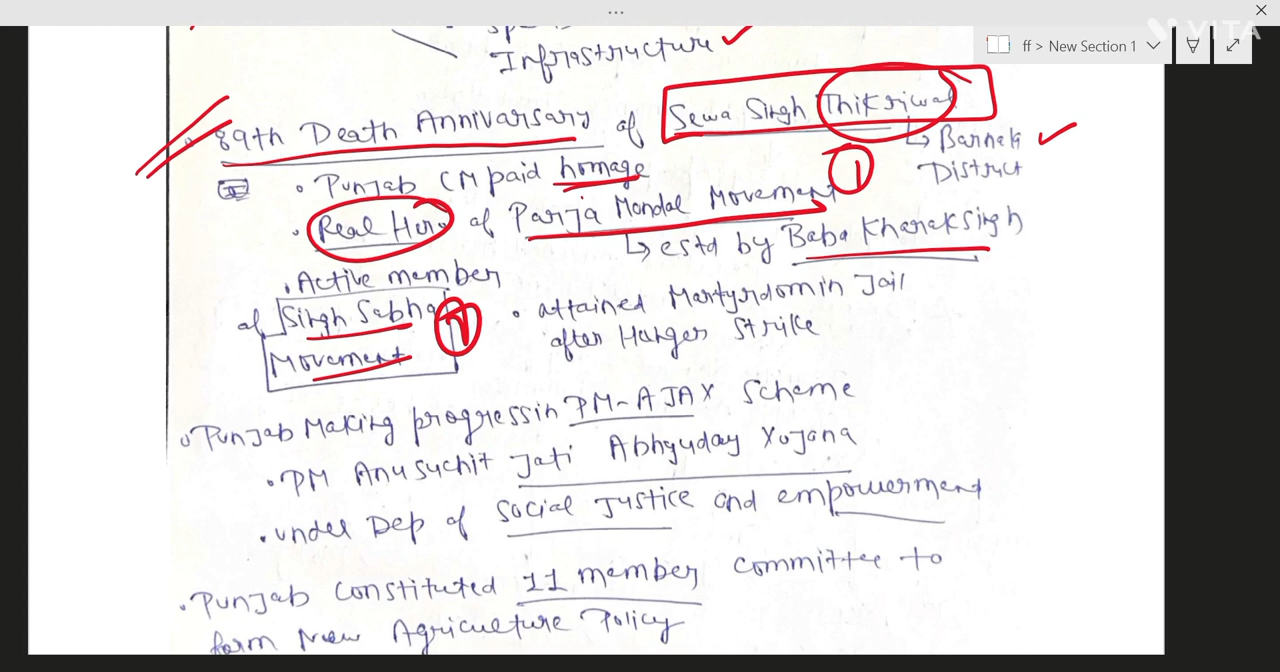 VITA
ff > New Section 1
Infrastructure
89th Death Annivarsary of Sewa Singh Thikriwal
↳ Barnala District
• Punjab CM paid homage
• Real Hero of Parja Mondal Movement
↳ estd by Baba Kharak Singh
• Active member of Singh Sabha Movement
• attained Martyrdom in Jail after Hunger Strike
• Punjab Making progress in PM-AJAY Scheme
• PM Anusuchit Jati Abhyuday Yojana
• under Dep of Social Justice and empowerment
• Punjab constituted 11 member committee to
form New Agriculture Policy